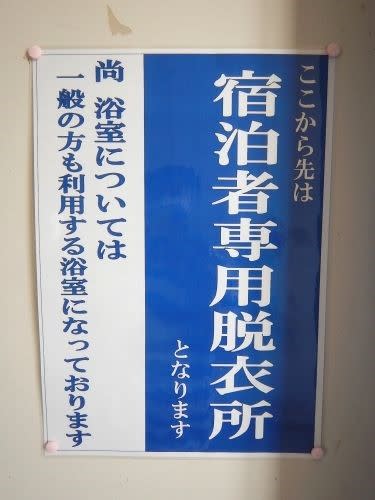 ここから先は
宿泊者専用脱衣所
となります
尚 浴室については
一般の方も利用する浴室になっております